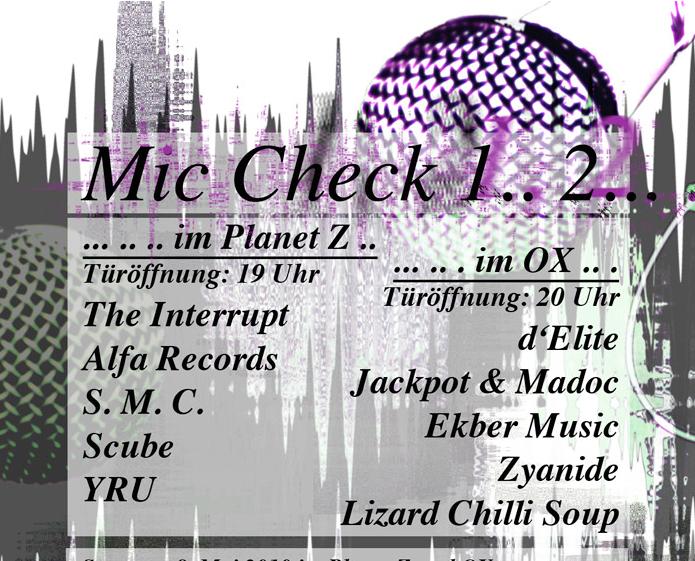 Mic Check 1.. 2...
... .. .. im Planet Z ..
Türöffnung: 19 Uhr
The Interrupt
Alfa Records
S. M. C.
Scube
YRU
... .. . im OX .. .
Türöffnung: 20 Uhr
d‘Elite
Jackpot & Madoc
Ekber Music
Zyanide
Lizard Chilli Soup